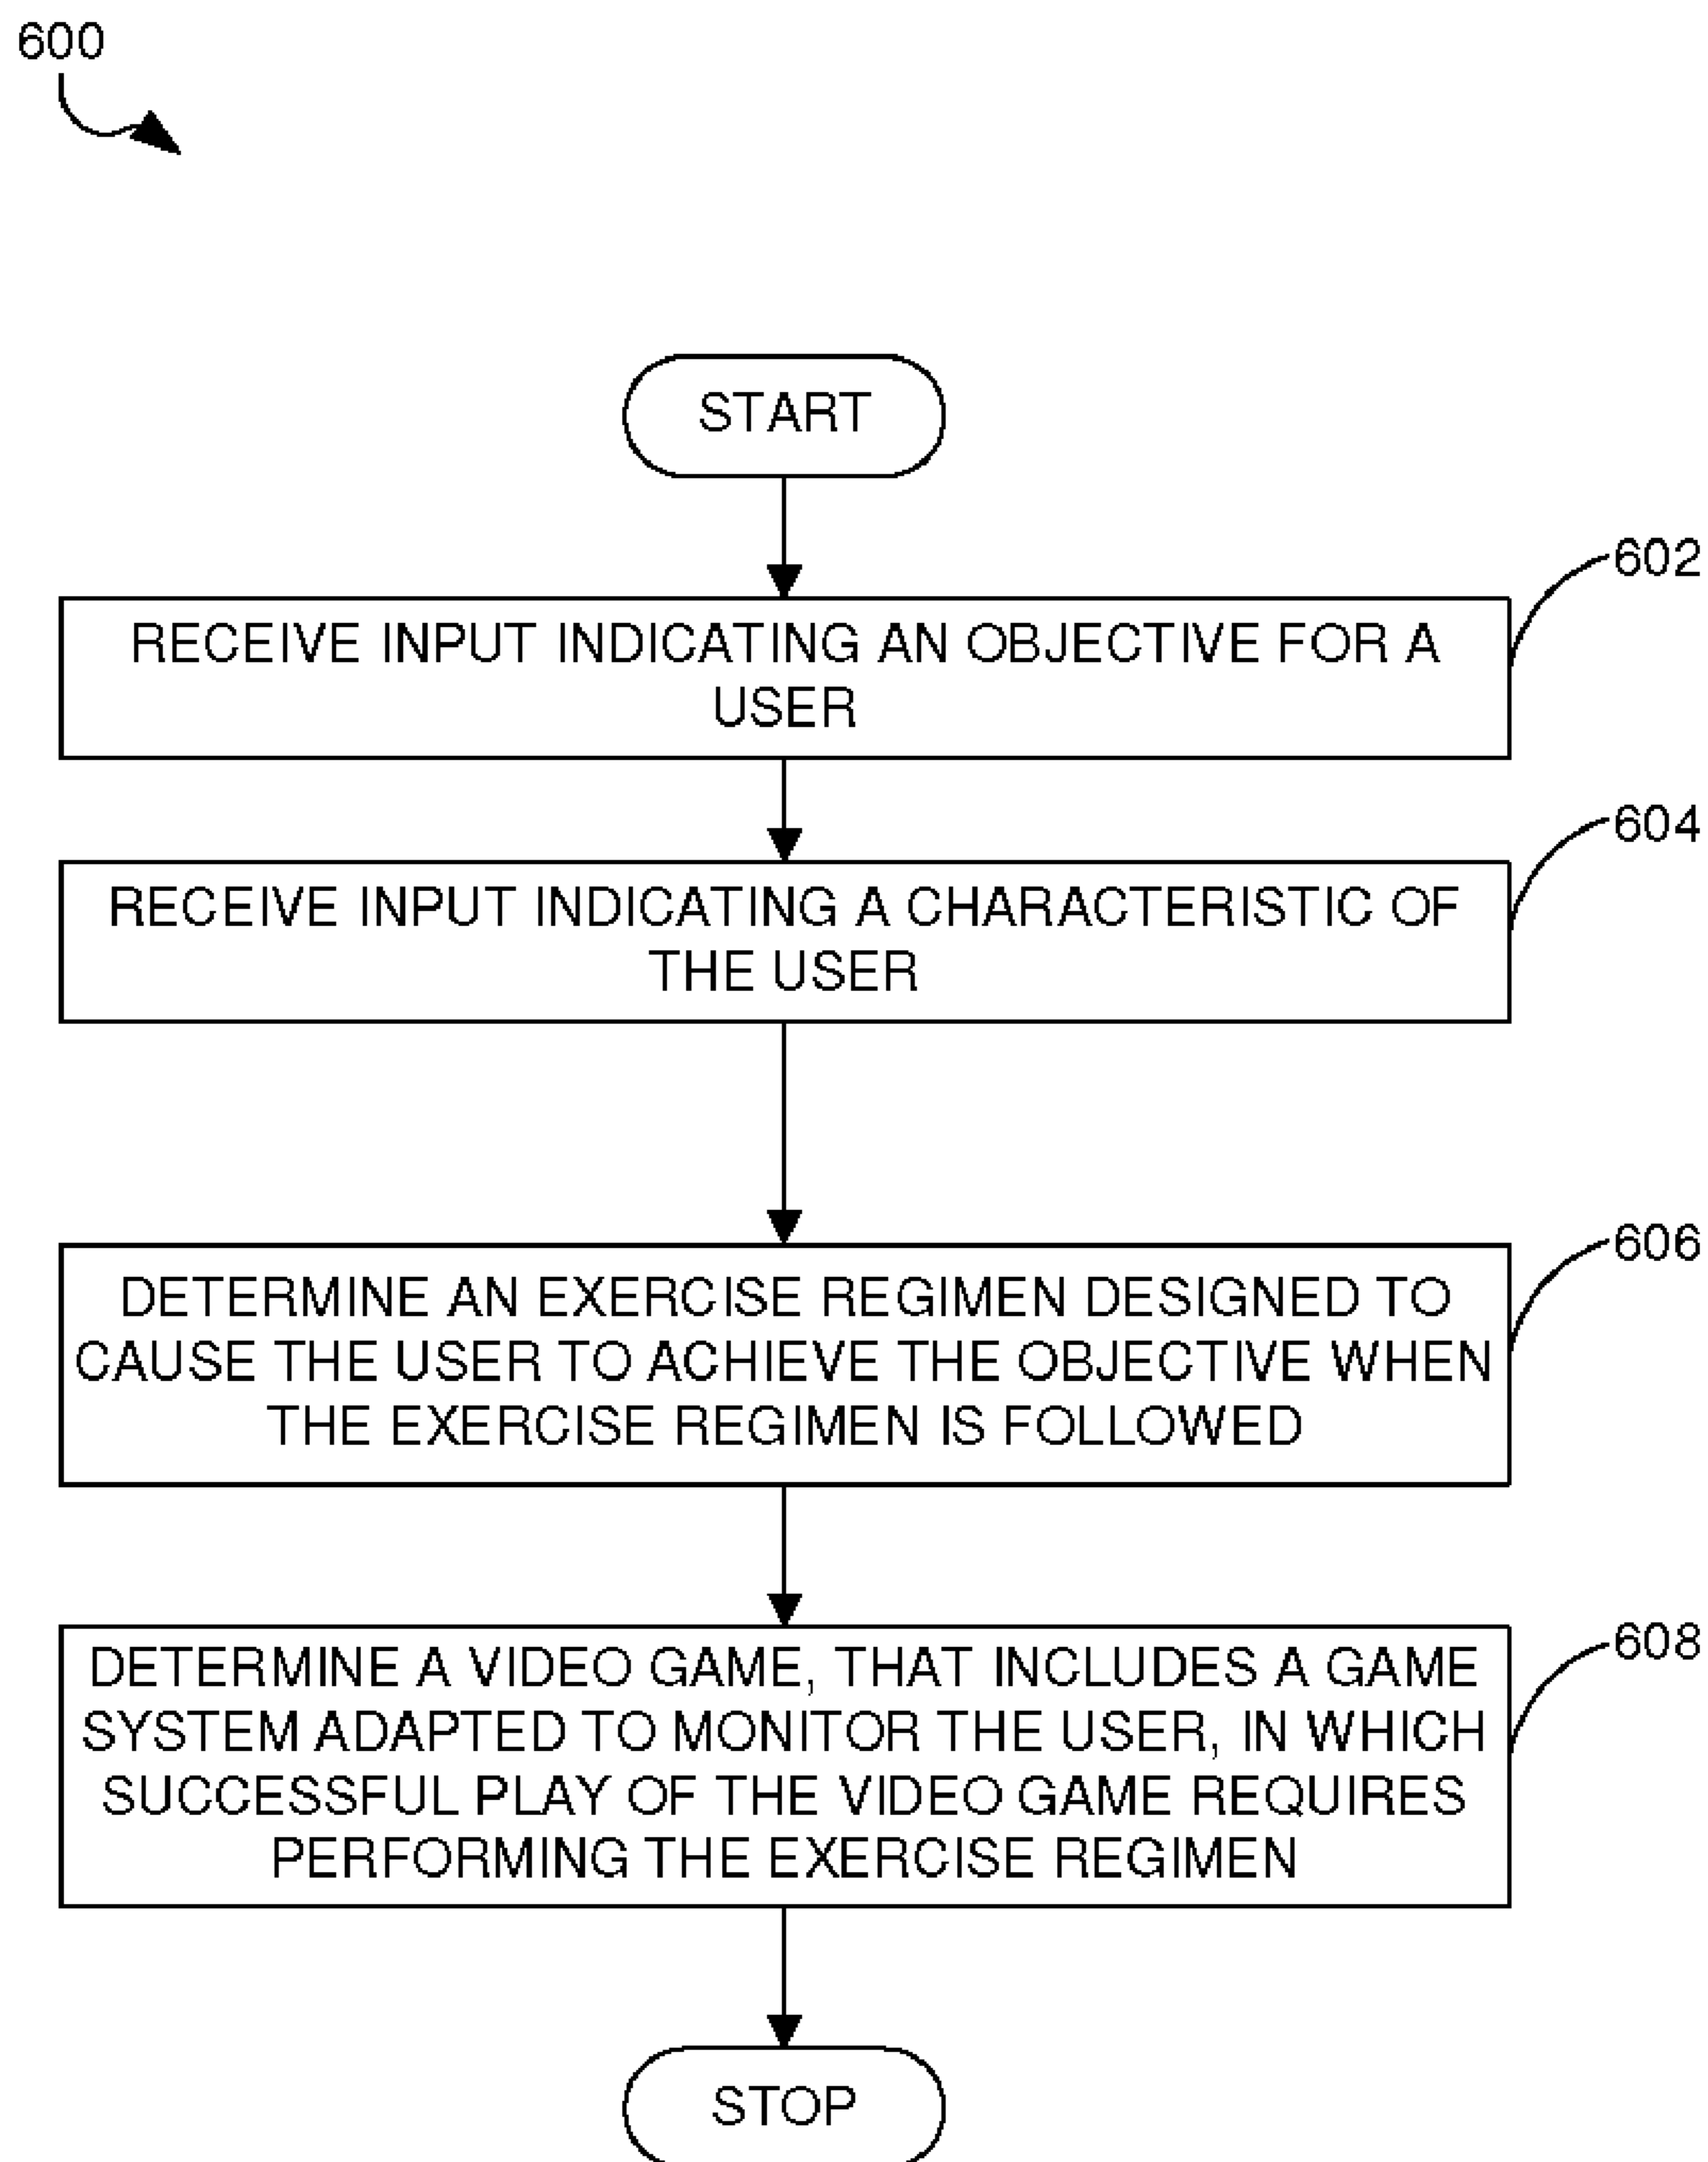 600
START
602
RECEIVE INPUT INDICATING AN OBJECTIVE FOR A
USER
604
RECEIVE INPUT INDICATING A CHARACTERISTIC OF
THE USER
606
DETERMINE AN EXERCISE REGIMEN DESIGNED TO
CAUSE THE USER TO ACHIEVE THE OBJECTIVE WHEN
THE EXERCISE REGIMEN IS FOLLOWED
608
DETERMINE A VIDEO GAME, THAT INCLUDES A GAME
SYSTEM ADAPTED TO MONITOR THE USER, IN WHICH
SUCCESSFUL PLAY OF THE VIDEO GAME REQUIRES
PERFORMING THE EXERCISE REGIMEN
STOP